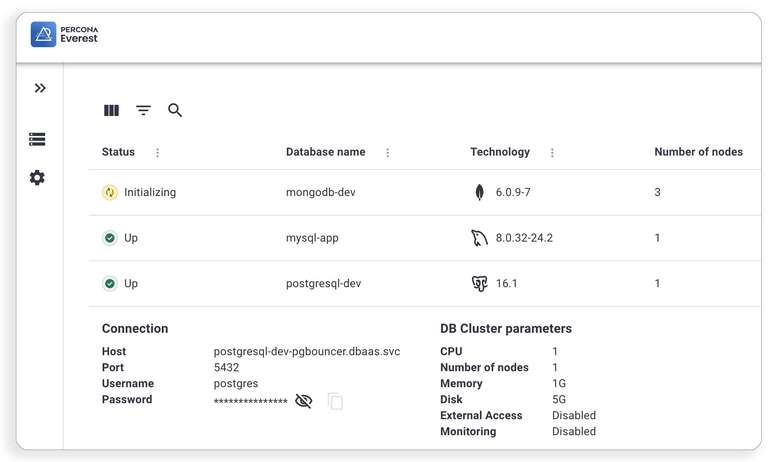 PERCONA
Everest
Status Database name Technology Number of nodes
Initializing mongodb-dev 6.0.9-7 3
Up mysql-app 8.0.32-24.2 1
Up postgresql-dev 16.1 1
Connection
Host postgresql-dev-pgbouncer.dbaas.svc
Port 5432
Username postgres
Password ***************
DB Cluster parameters
CPU 1
Number of nodes 1
Memory 1G
Disk 5G
External Access Disabled
Monitoring Disabled